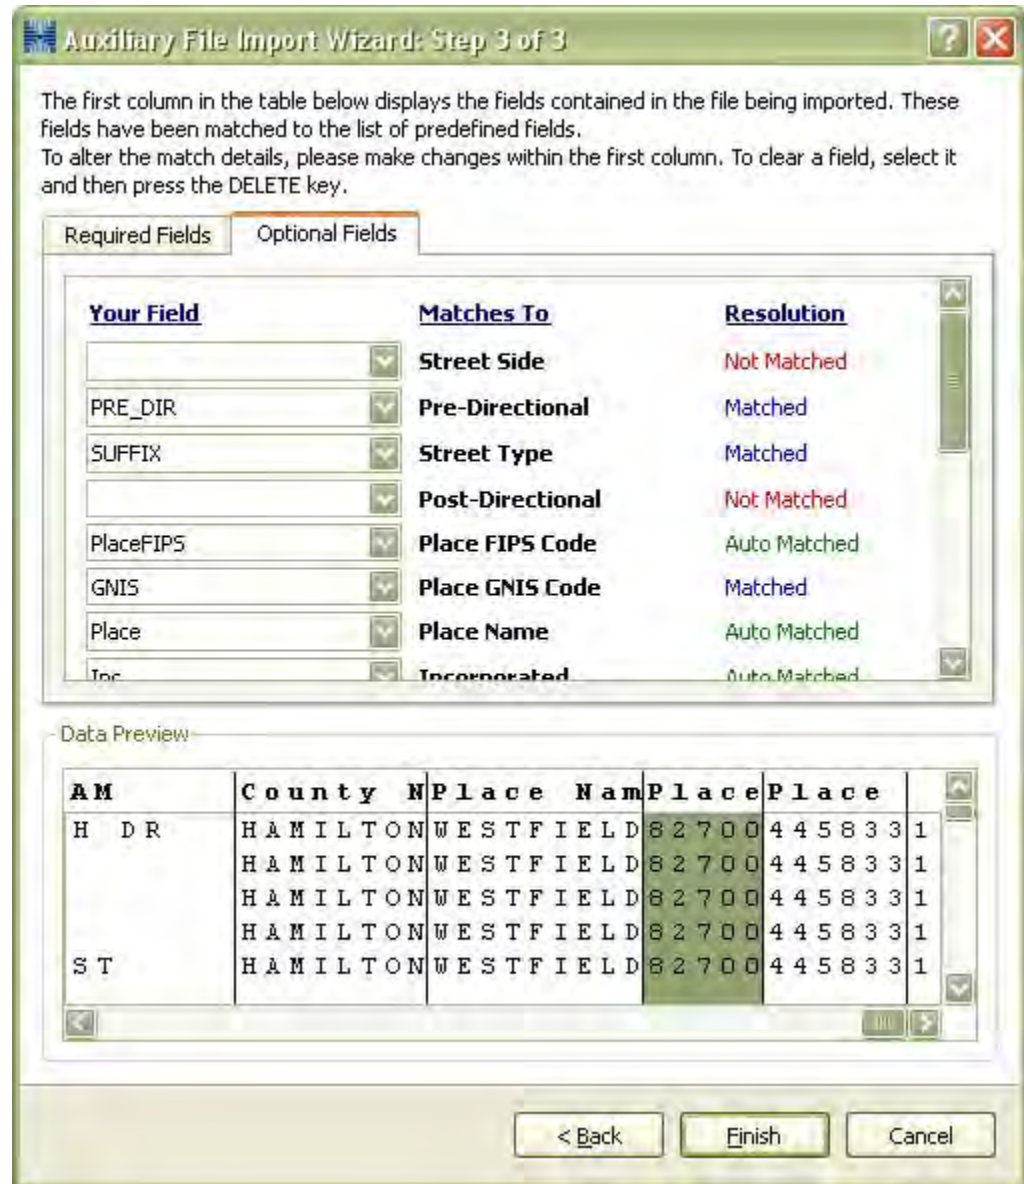 Auxiliary File Import Wizard: Step 3 of 3
The first column in the table below displays the fields contained in the file being imported. These
fields have been matched to the list of predefined fields.
To alter the match details, please make changes within the first column. To clear a field, select it
and then press the DELETE key.
Required Fields Optional Fields
Your Field Matches To Resolution
Street Side Not Matched
PRE_DIR Pre-Directional Matched
SUFFIX Street Type Matched
Post-Directional Not Matched
PlaceFIPS Place FIPS Code Auto Matched
GNIS Place GNIS Code Matched
Place Place Name Auto Matched
Inc Incorporated Auto Matched
Data Preview
AM County N Place Nam Place Place
H DR HAMILTON WESTFIELD 82700 445833 1
HAMILTON WESTFIELD 82700 445833 1
HAMILTON WESTFIELD 82700 445833 1
HAMILTON WESTFIELD 82700 445833 1
ST HAMILTON WESTFIELD 82700 445833 1
< Back Finish Cancel